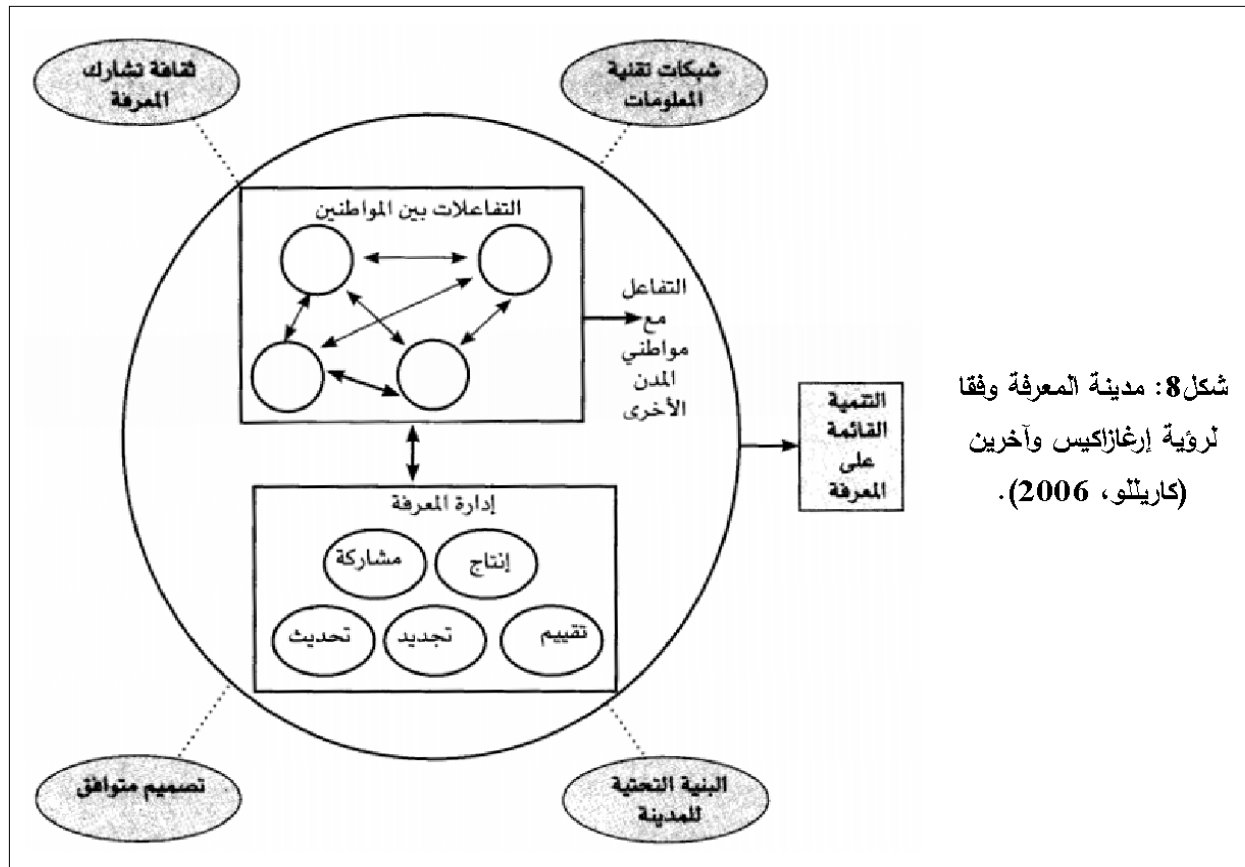 ثقافة تشارك
المعرفة
شبكات تقنية
المعلومات
التفاعلات بين المواطنين
التفاعل
مع
مواطني
المدن
الأخرى
التنمية
القائمة
على
المعرفة
شكل8: مدينة المعرفة وفقا
لرؤية إرغازاكيس وآخرين
(كاريللو، 2006).
إدارة المعرفة
إنتاج
مشاركة
تقييم
تجديد
تحديث
البنية التحتية
للمدينة
تصميم متوافق